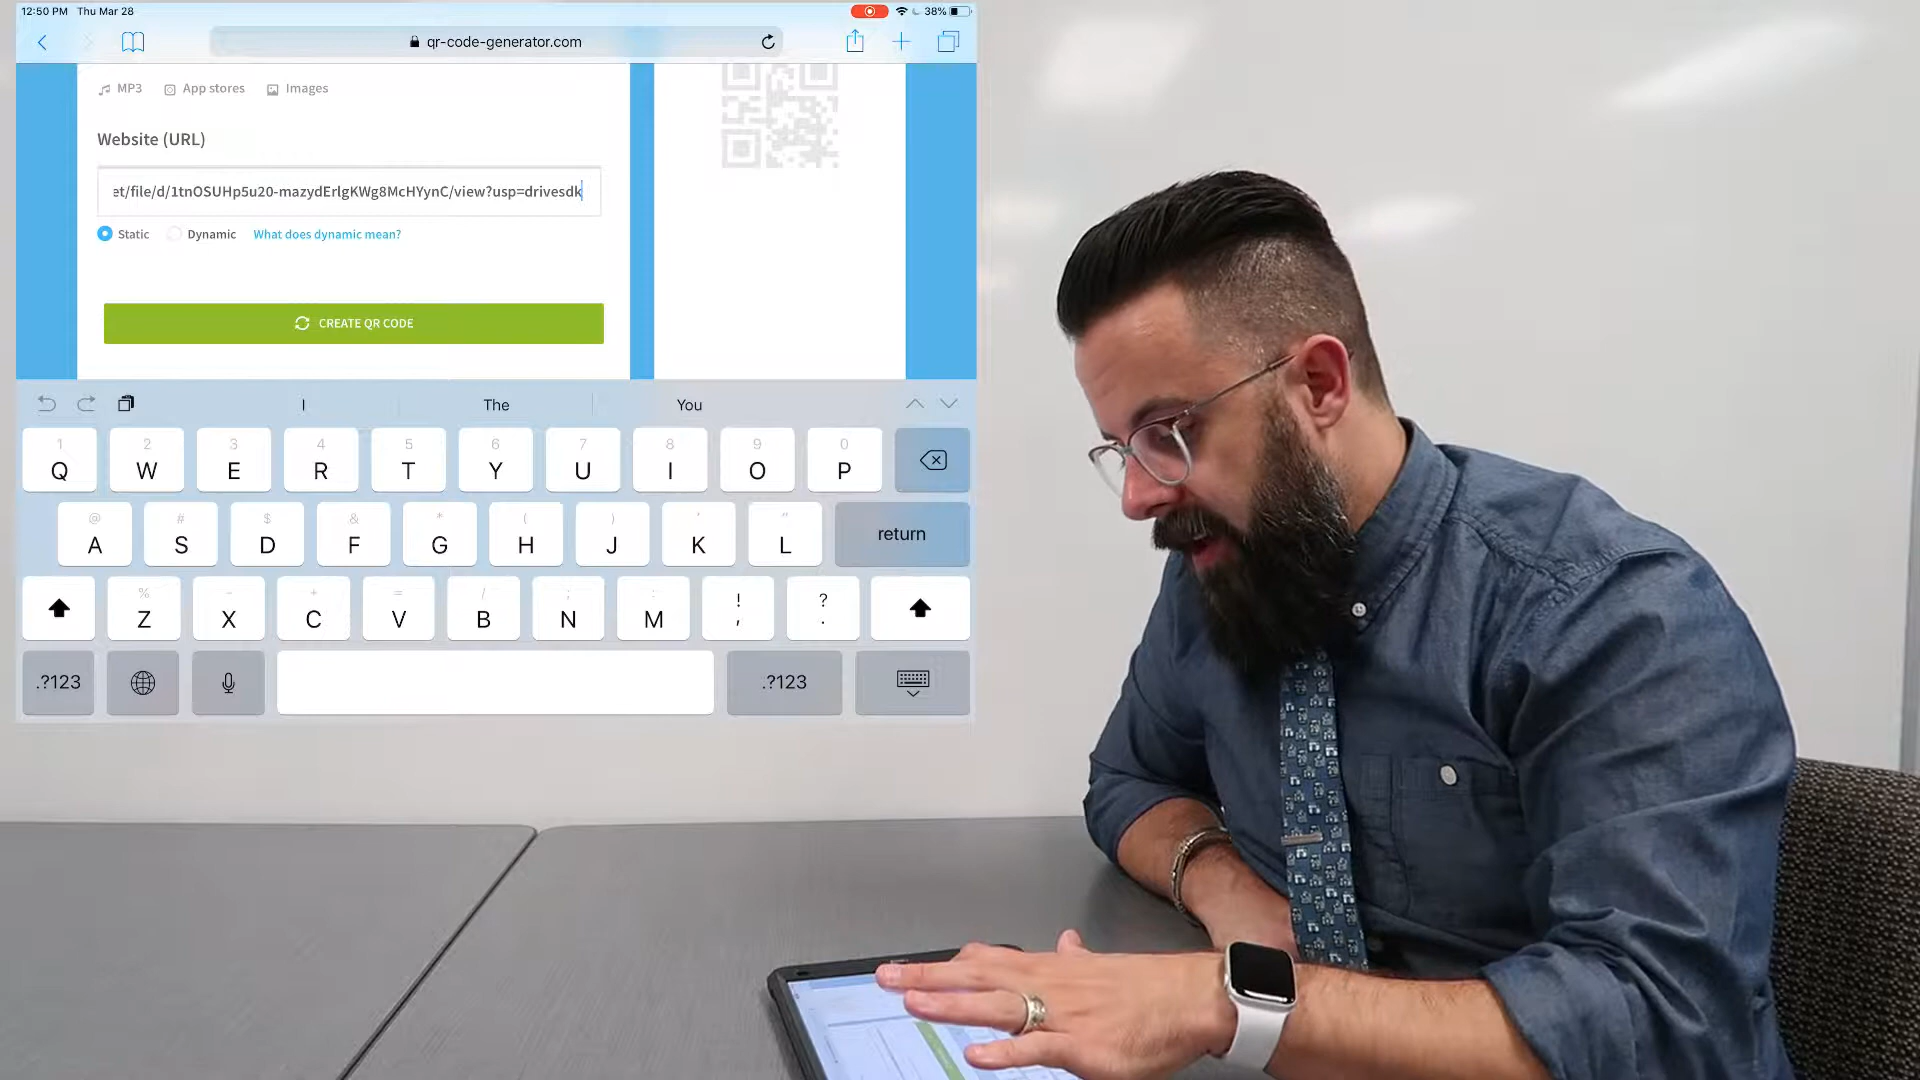 12:50 PM Thu Mar 28 38%
qr-code-generator.com
MP3 App stores Images
Website (URL)
et/file/d/1tnOSUHp5u20-mazydErlgKWg8McHYynC/view?usp=drivesdk
Static Dynamic What does dynamic mean?
CREATE QR CODE
I The You
1 2 3 4 5 6 7 8 9 0
Q W E R T Y U I O P
@ # $ & * ( ) ' "
A S D F G H J K L return
% - + = / ; : ! ?
Z X C V B N M , .
.?123 .?123